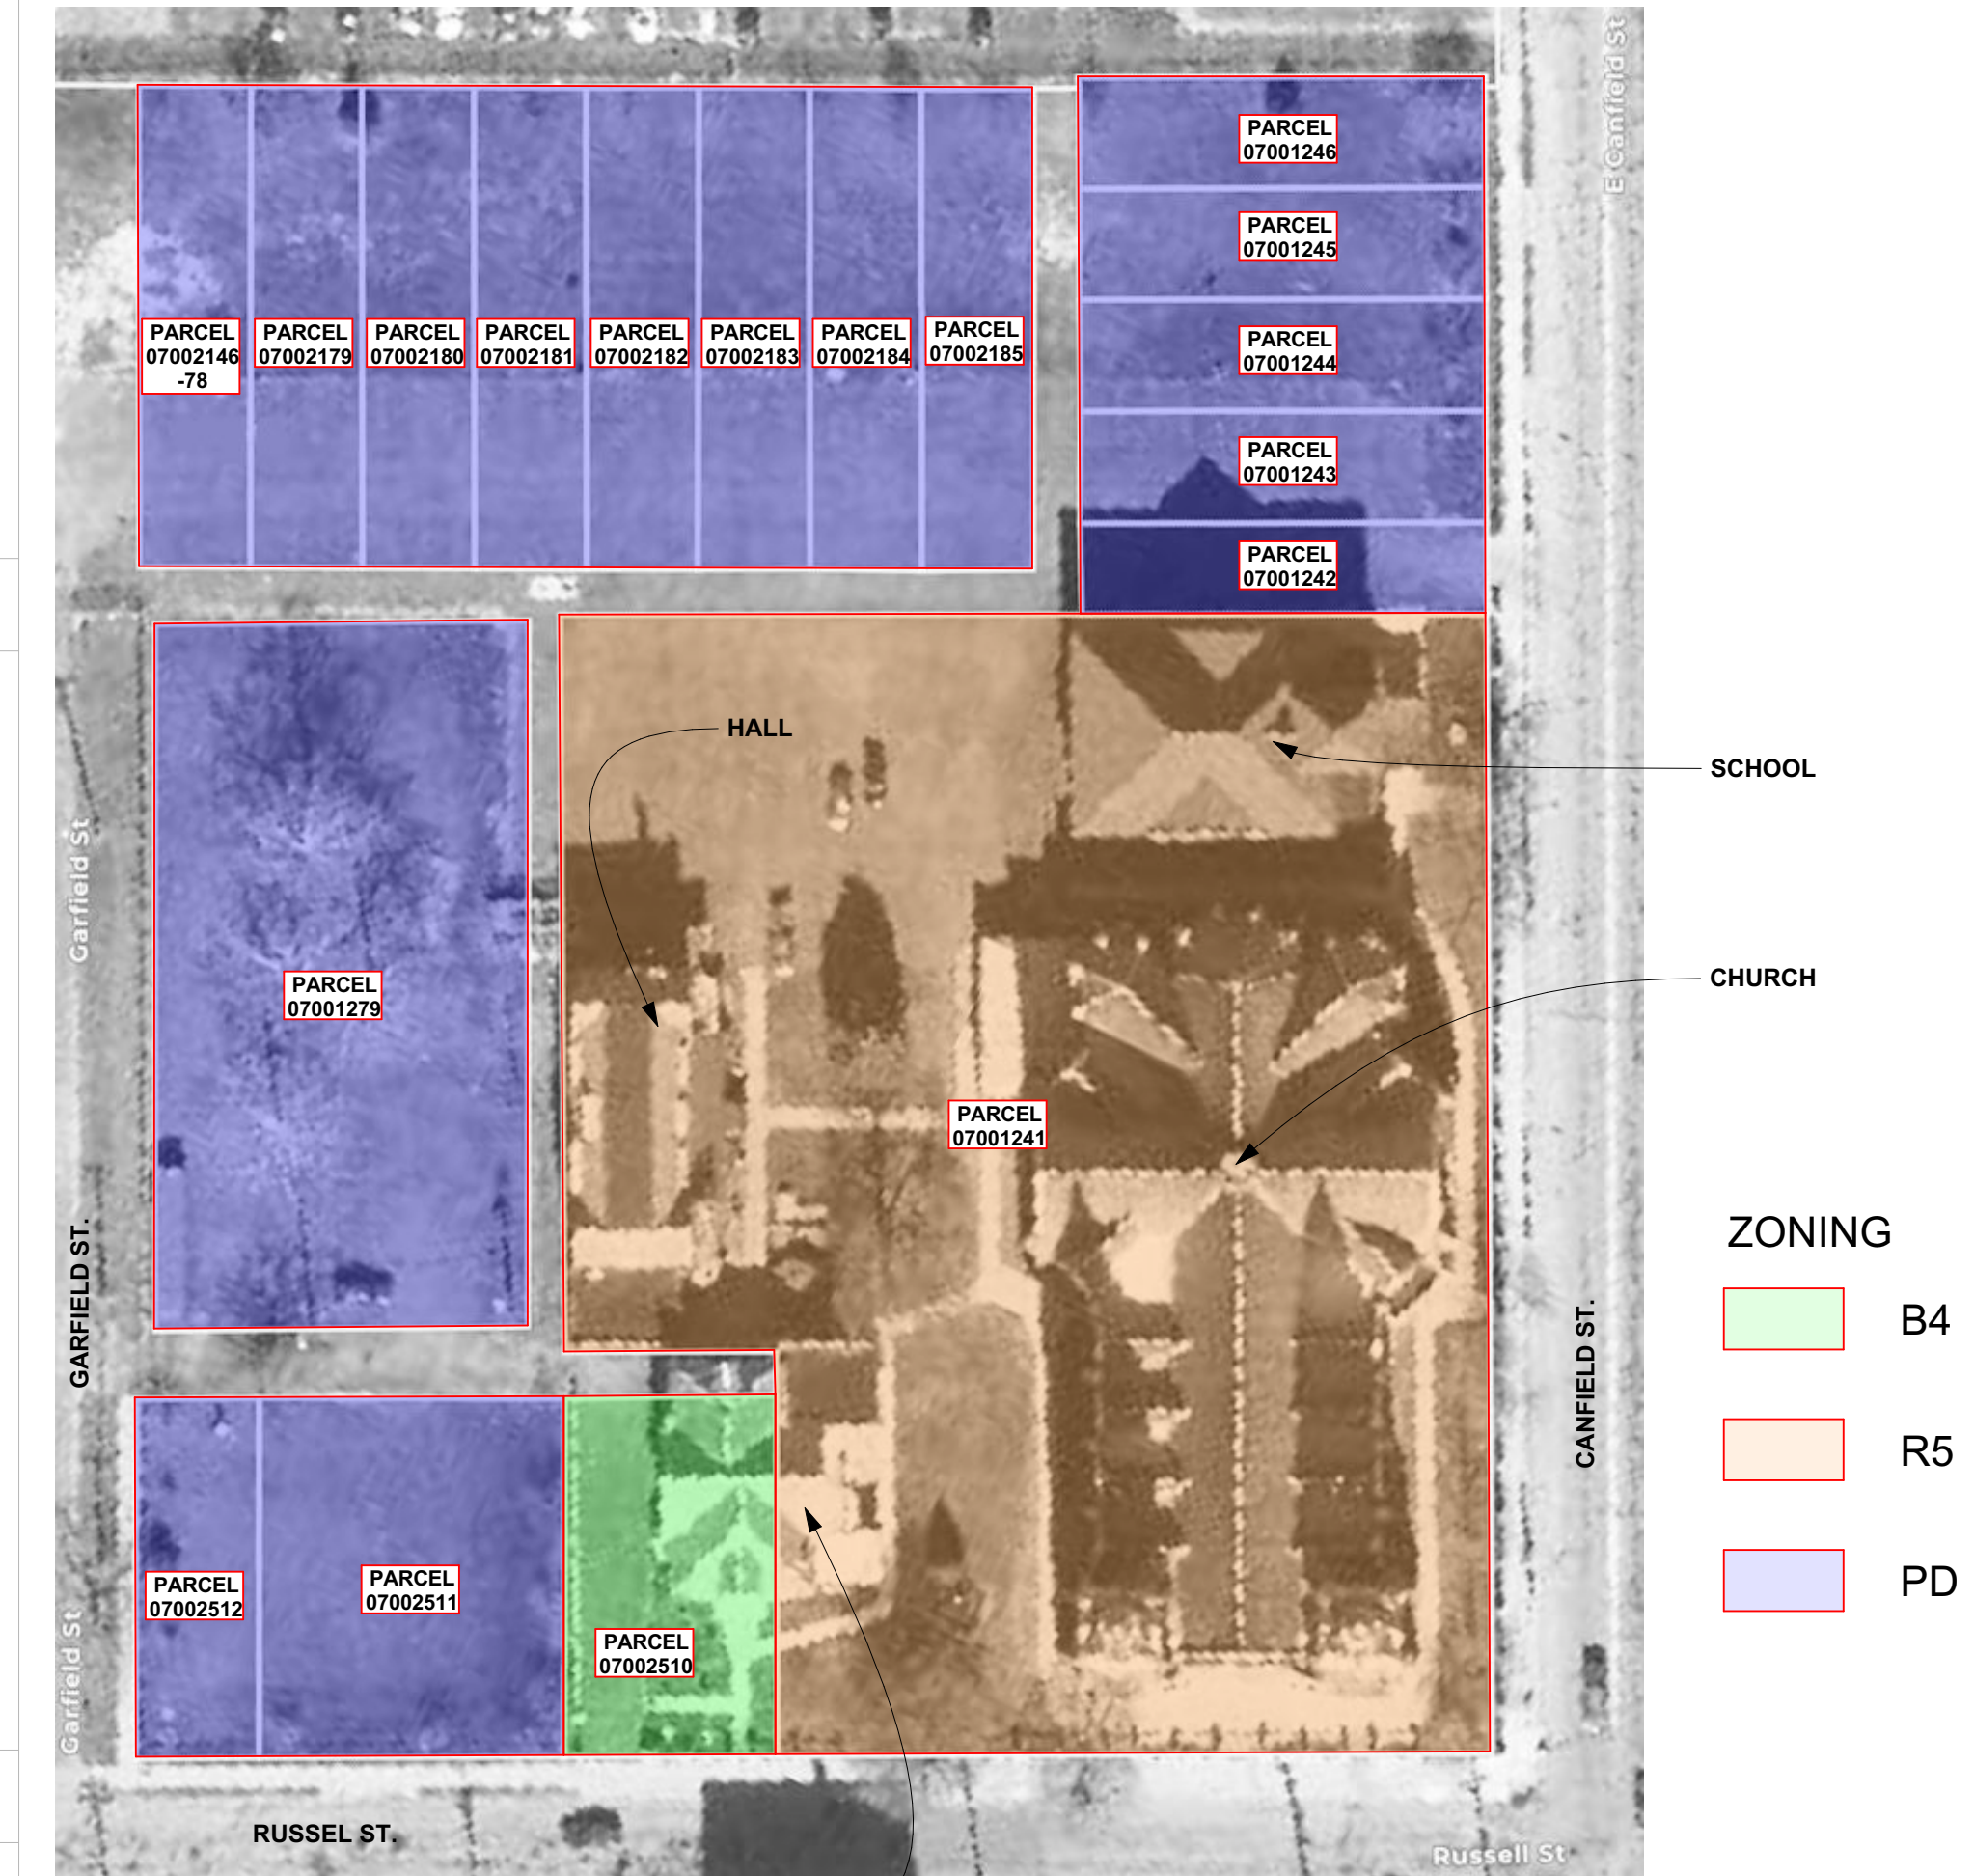 E Canfield St
PARCEL
07001246
PARCEL
07001245
PARCEL
07002146
-78
PARCEL
07002179
PARCEL
07002180
PARCEL
07002181
PARCEL
07002182
PARCEL
07002183
PARCEL
07002184
PARCEL
07002185
PARCEL
07001244
PARCEL
07001243
PARCEL
07001242
HALL
SCHOOL
Garfield St
CHURCH
PARCEL
07001279
PARCEL
07001241
GARFIELD ST.
CANFIELD ST.
ZONING
B4
R5
PD
PARCEL
07002512
PARCEL
07002511
PARCEL
07002510
Garfield St
RUSSEL ST.
Russell St